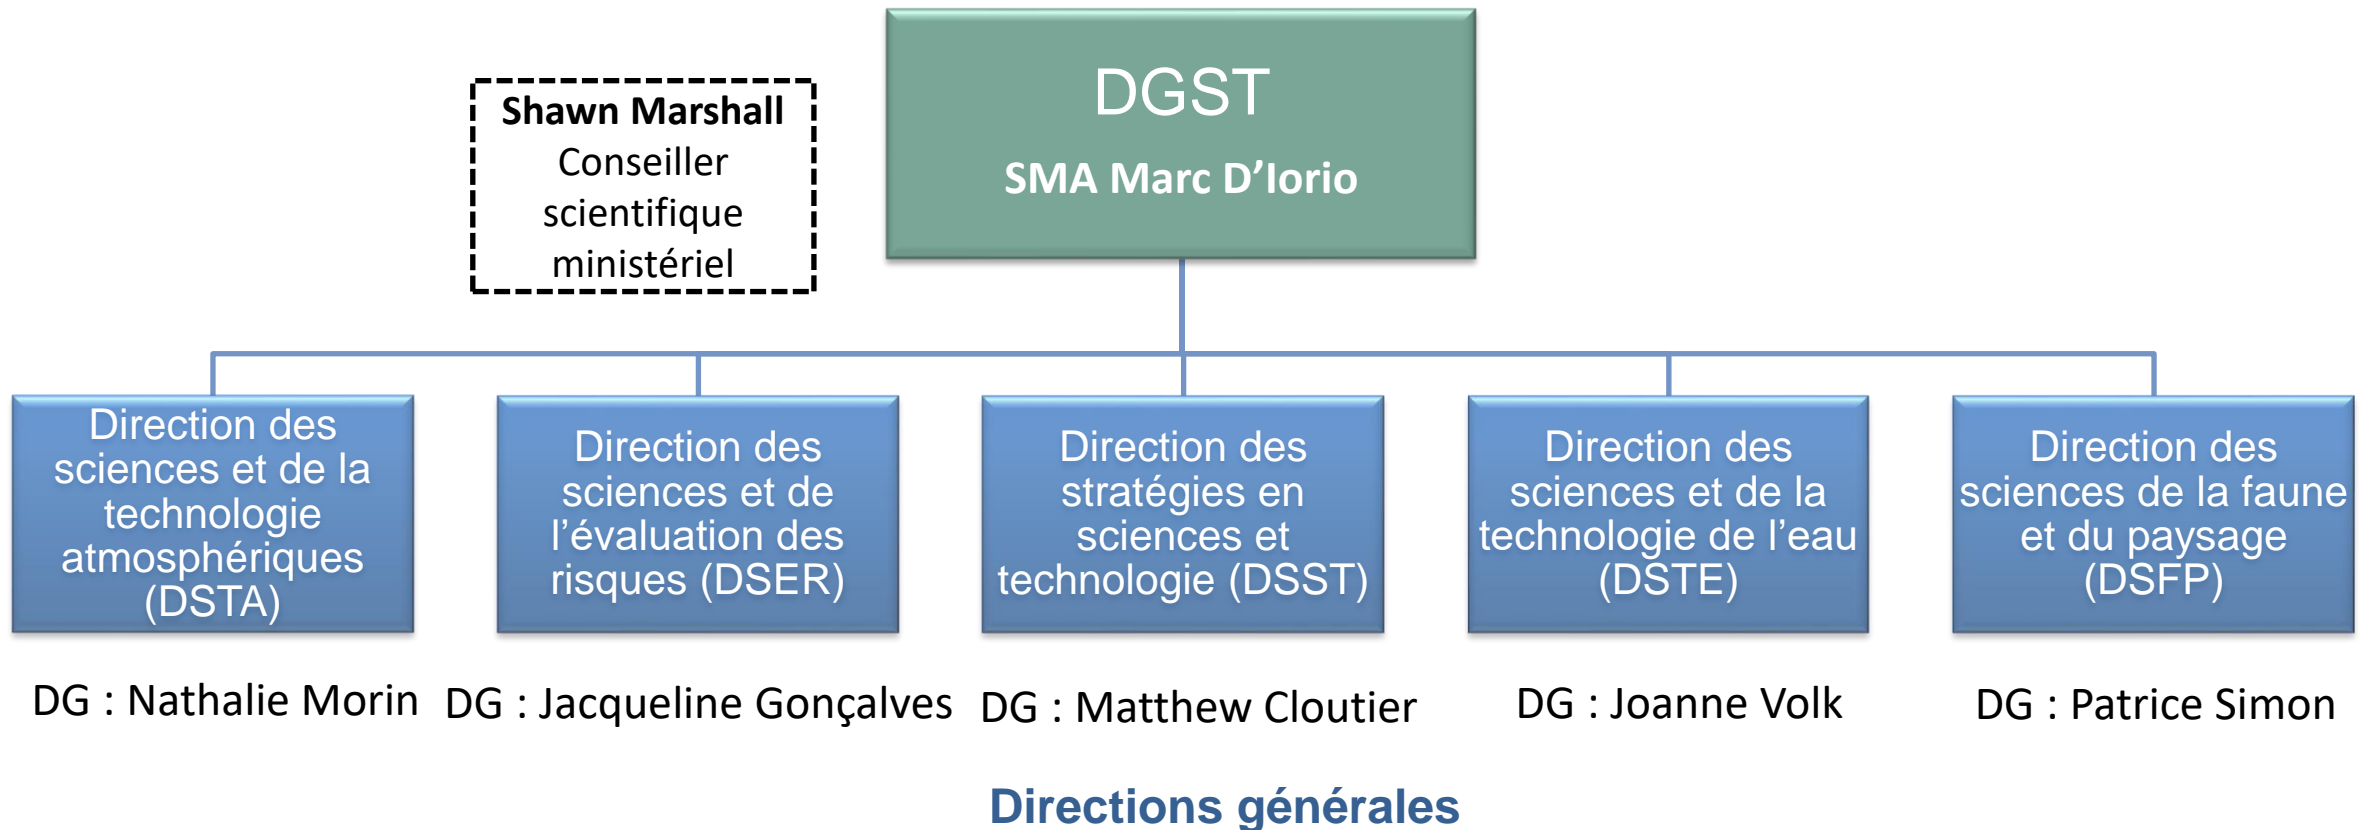 DGST
SMA Marc D’Iorio
Shawn Marshall
Conseiller
scientifique
ministériel
Direction des
sciences et de la
technologie
atmosphériques
(DSTA)
Direction des
sciences et de
l’évaluation des
risques (DSER)
Direction des
stratégies en
sciences et
technologie (DSST)
Direction des
sciences et de la
technologie de l’eau
(DSTE)
Direction des
sciences de la faune
et du paysage
(DSFP)
DG : Nathalie Morin
DG : Jacqueline Gonçalves
DG : Matthew Cloutier
DG : Joanne Volk
DG : Patrice Simon
Directions générales